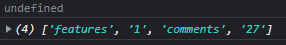 undefined
(4) ['features', '1', 'comments', '27']